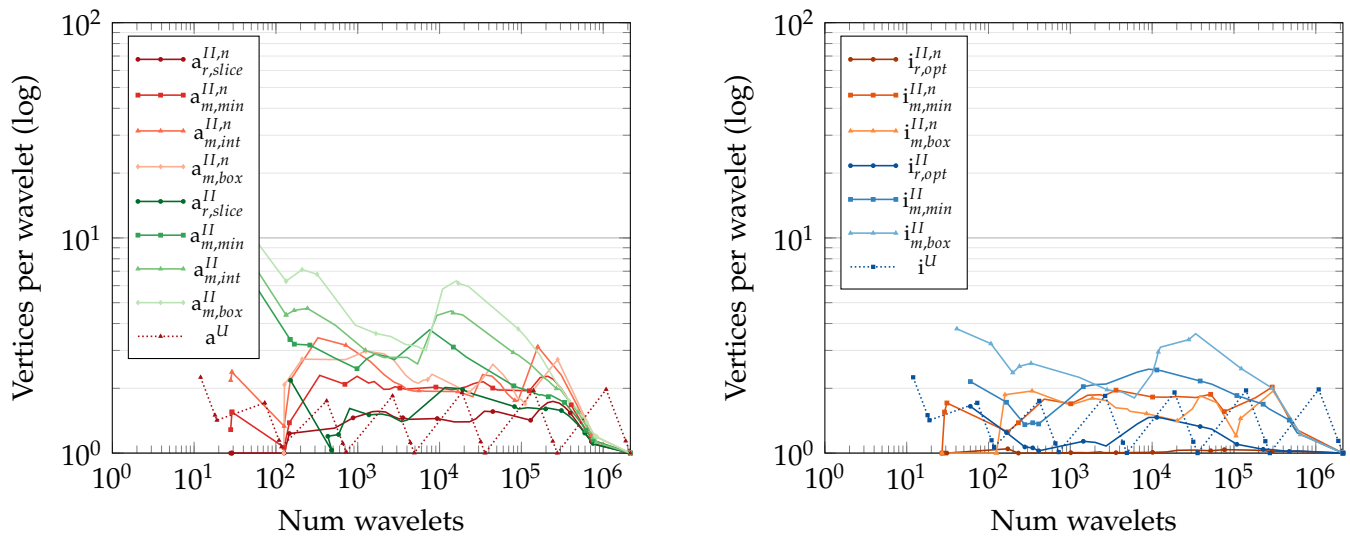 Vertices per wavelet (log)
10^2
10^1
10^0
a^{II,n}_{r,slice}
a^{II,n}_{m,min}
a^{II,n}_{m,int}
a^{II,n}_{m,box}
a^{II}_{r,slice}
a^{II}_{m,min}
a^{II}_{m,int}
a^{II}_{m,box}
a^U
10^0 10^1 10^2 10^3 10^4 10^5 10^6
Num wavelets
Vertices per wavelet (log)
10^2
10^1
10^0
i^{II,n}_{r,opt}
i^{II,n}_{m,min}
i^{II,n}_{m,box}
i^{II}_{r,opt}
i^{II}_{m,min}
i^{II}_{m,box}
i^U
10^0 10^1 10^2 10^3 10^4 10^5 10^6
Num wavelets